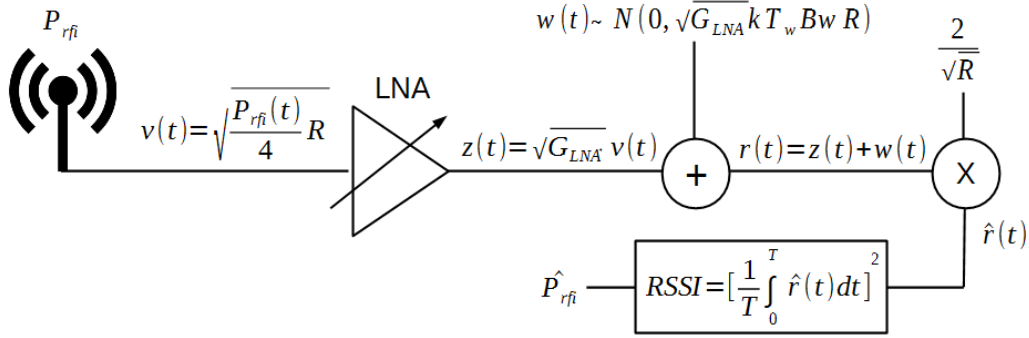 P_rfi
w(t)~ N(0,√G_LNA k T_w Bw R)
2/√R
LNA
v(t)=√(P_rfi(t)/4 R)
z(t)=√G_LNA v(t)
+
r(t)=z(t)+w(t)
X
r̂(t)
P̂_rfi
RSSI=[1/T ∫_0^T r̂(t)dt]^2